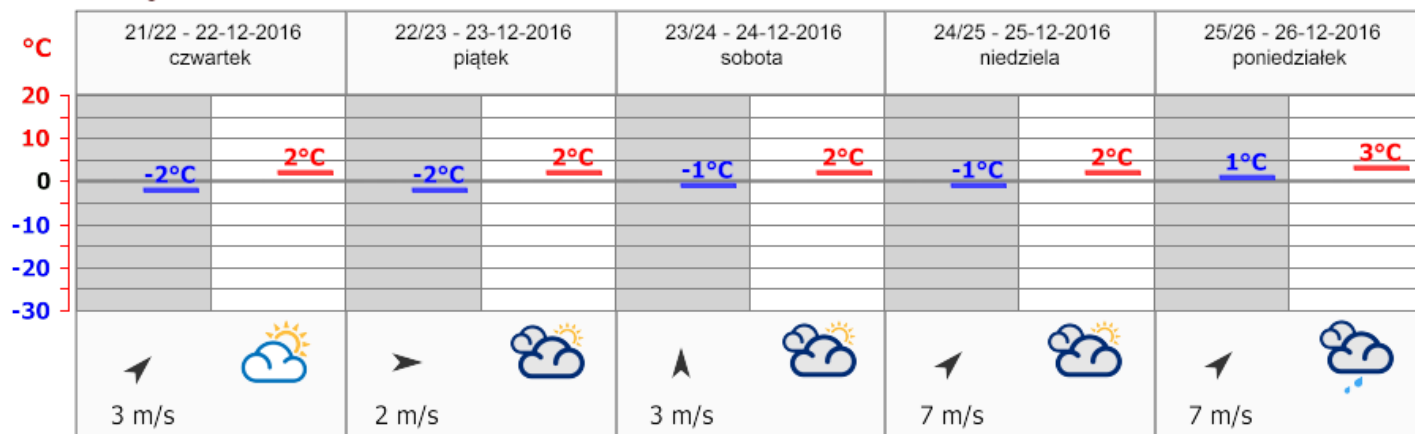 °C
21/22 - 22-12-2016
czwartek
22/23 - 23-12-2016
piątek
23/24 - 24-12-2016
sobota
24/25 - 25-12-2016
niedziela
25/26 - 26-12-2016
poniedziałek
20
10
0
-10
-20
-30
-2°C
2°C
-2°C
2°C
-1°C
2°C
-1°C
2°C
1°C
3°C
3 m/s
2 m/s
3 m/s
7 m/s
7 m/s